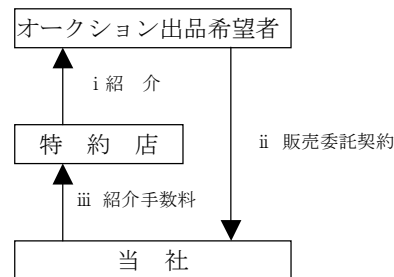 オークション出品希望者
ⅰ 紹　介
特　約　店
ⅱ 販売委託契約
ⅲ 紹介手数料
当　社